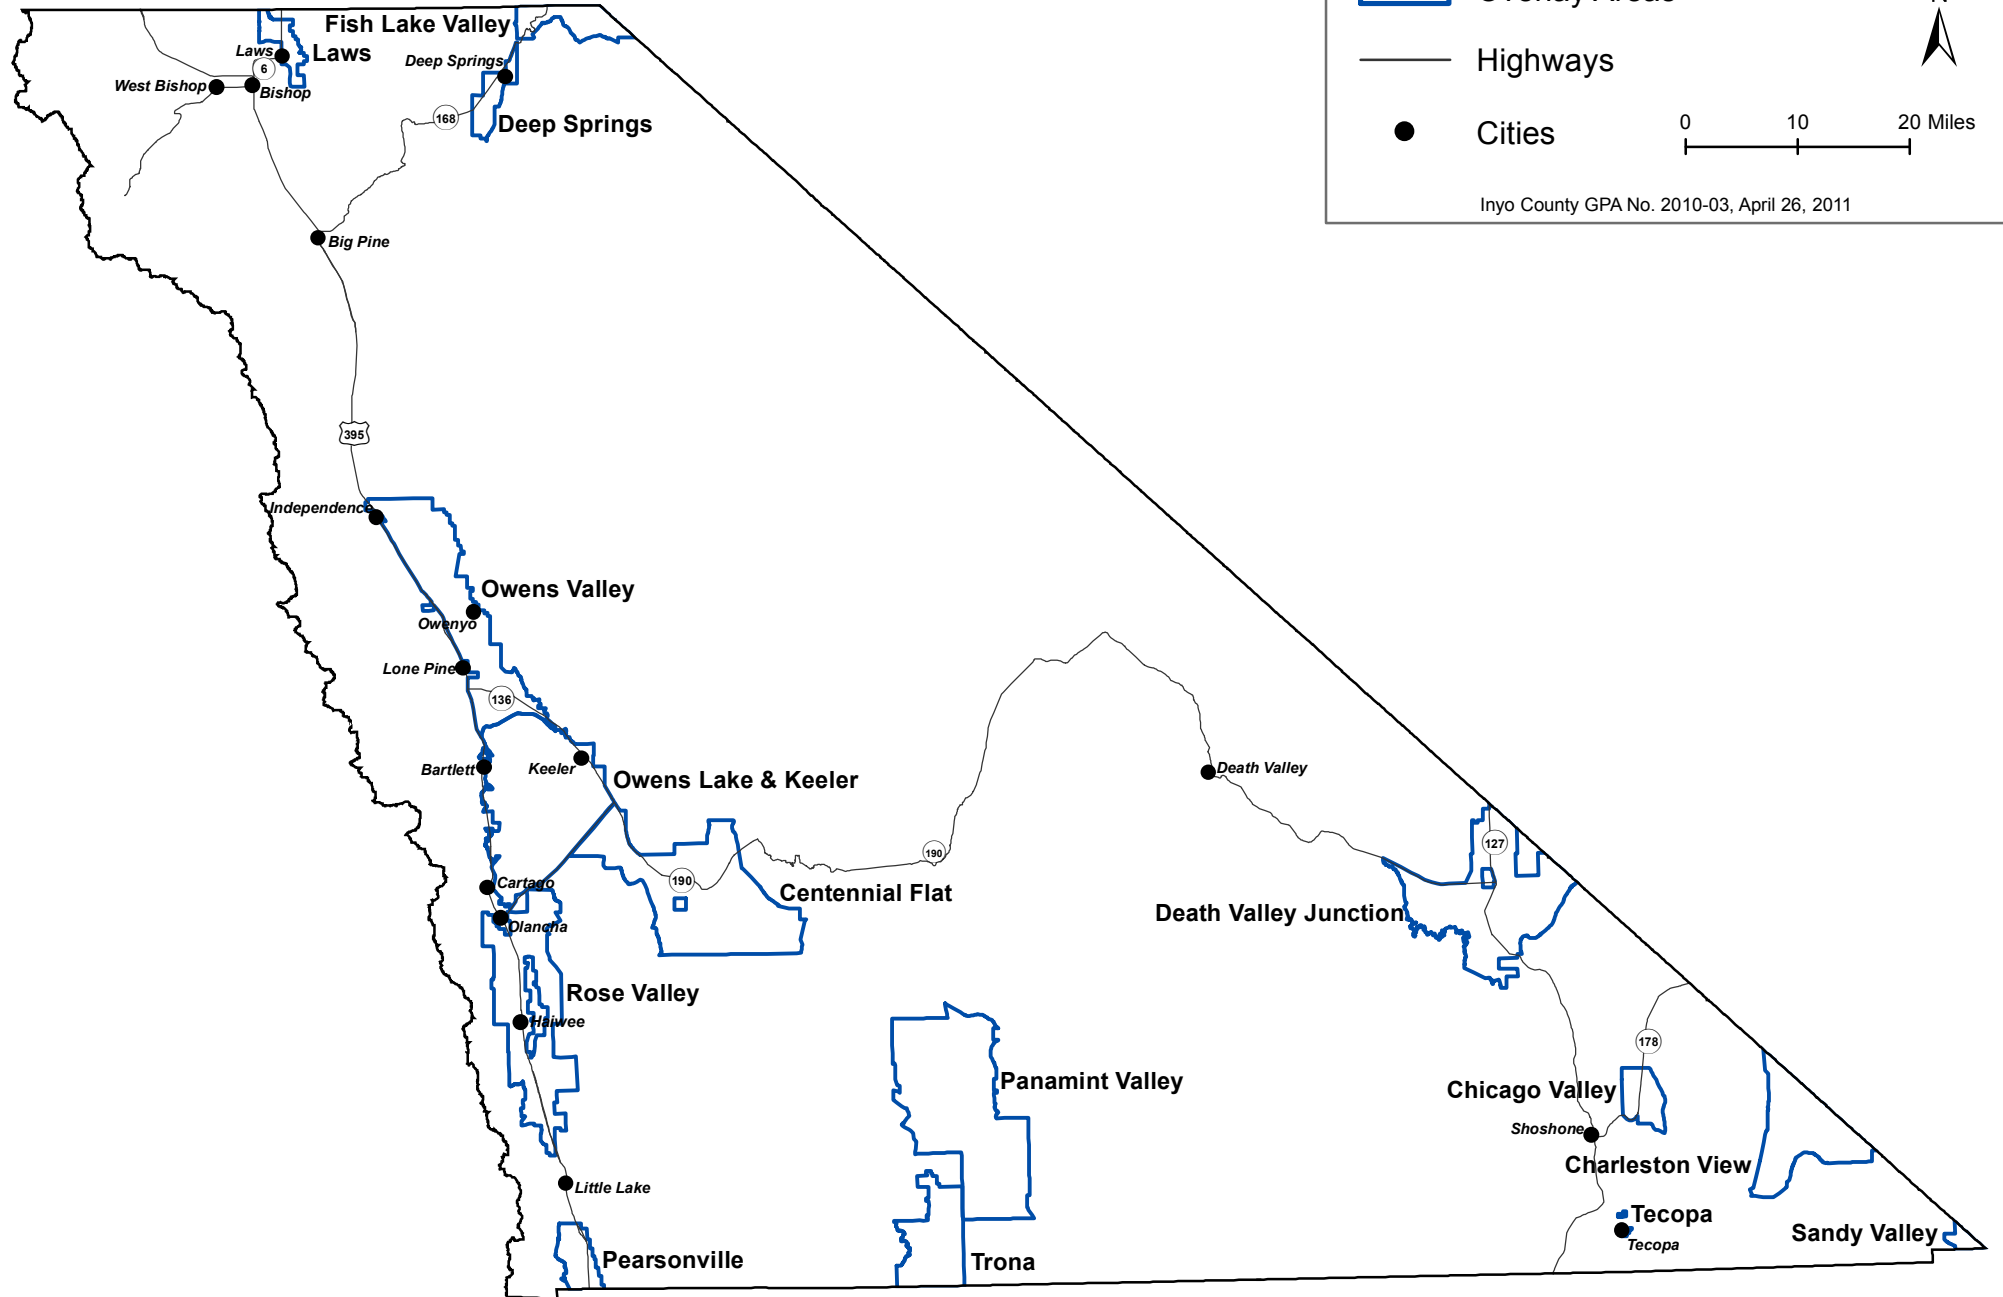 Fish Lake Valley
Laws
Laws
6
Deep Springs
West Bishop
Bishop
168
Deep Springs
Big Pine
395
Independence
Owens Valley
Owenyo
Lone Pine
136
Bartlett
Keeler
Owens Lake & Keeler
Death Valley
190
127
190
Cartago
Centennial Flat
Olancha
Death Valley Junction
Rose Valley
Haiwee
178
Panamint Valley
Chicago Valley
Shoshone
Charleston View
Little Lake
Tecopa
Tecopa
Sandy Valley
Pearsonville
Trona
Overlay Areas
N
Highways
Cities
0 10 20 Miles
Inyo County GPA No. 2010-03, April 26, 2011